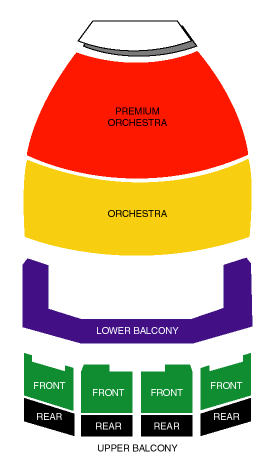 PREMIUM
ORCHESTRA
ORCHESTRA
LOWER BALCONY
FRONT
FRONT
FRONT
FRONT
REAR
REAR
REAR
REAR
UPPER BALCONY